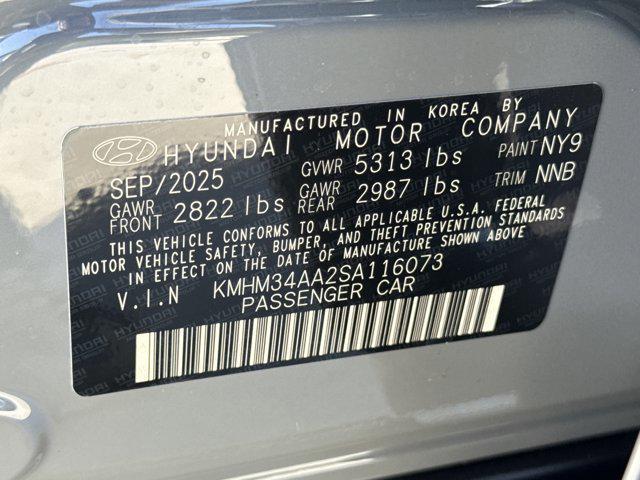 MANUFACTURED IN KOREA BY
HYUNDAI MOTOR COMPANY
SEP/2025 GVWR 5313 lbs PAINT NY9
GAWR FRONT 2822 lbs GAWR REAR 2987 lbs TRIM NNB
THIS VEHICLE CONFORMS TO ALL APPLICABLE U.S.A. FEDERAL
MOTOR VEHICLE SAFETY, BUMPER, AND THEFT PREVENTION STANDARDS
IN EFFECT ON THE DATE OF MANUFACTURE SHOWN ABOVE
V.I.N KMHM34AA2SA116073
PASSENGER CAR